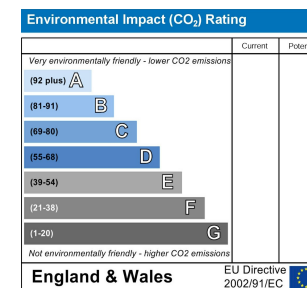 Environmental Impact (CO₂) Rating
Current Poten
Very environmentally friendly - lower CO2 emissions
(92 plus) A
(81-91) B
(69-80) C
(55-68) D
(39-54) E
(21-38) F
(1-20) G
Not environmentally friendly - higher CO2 emissions
England & Wales
EU Directive
2002/91/EC